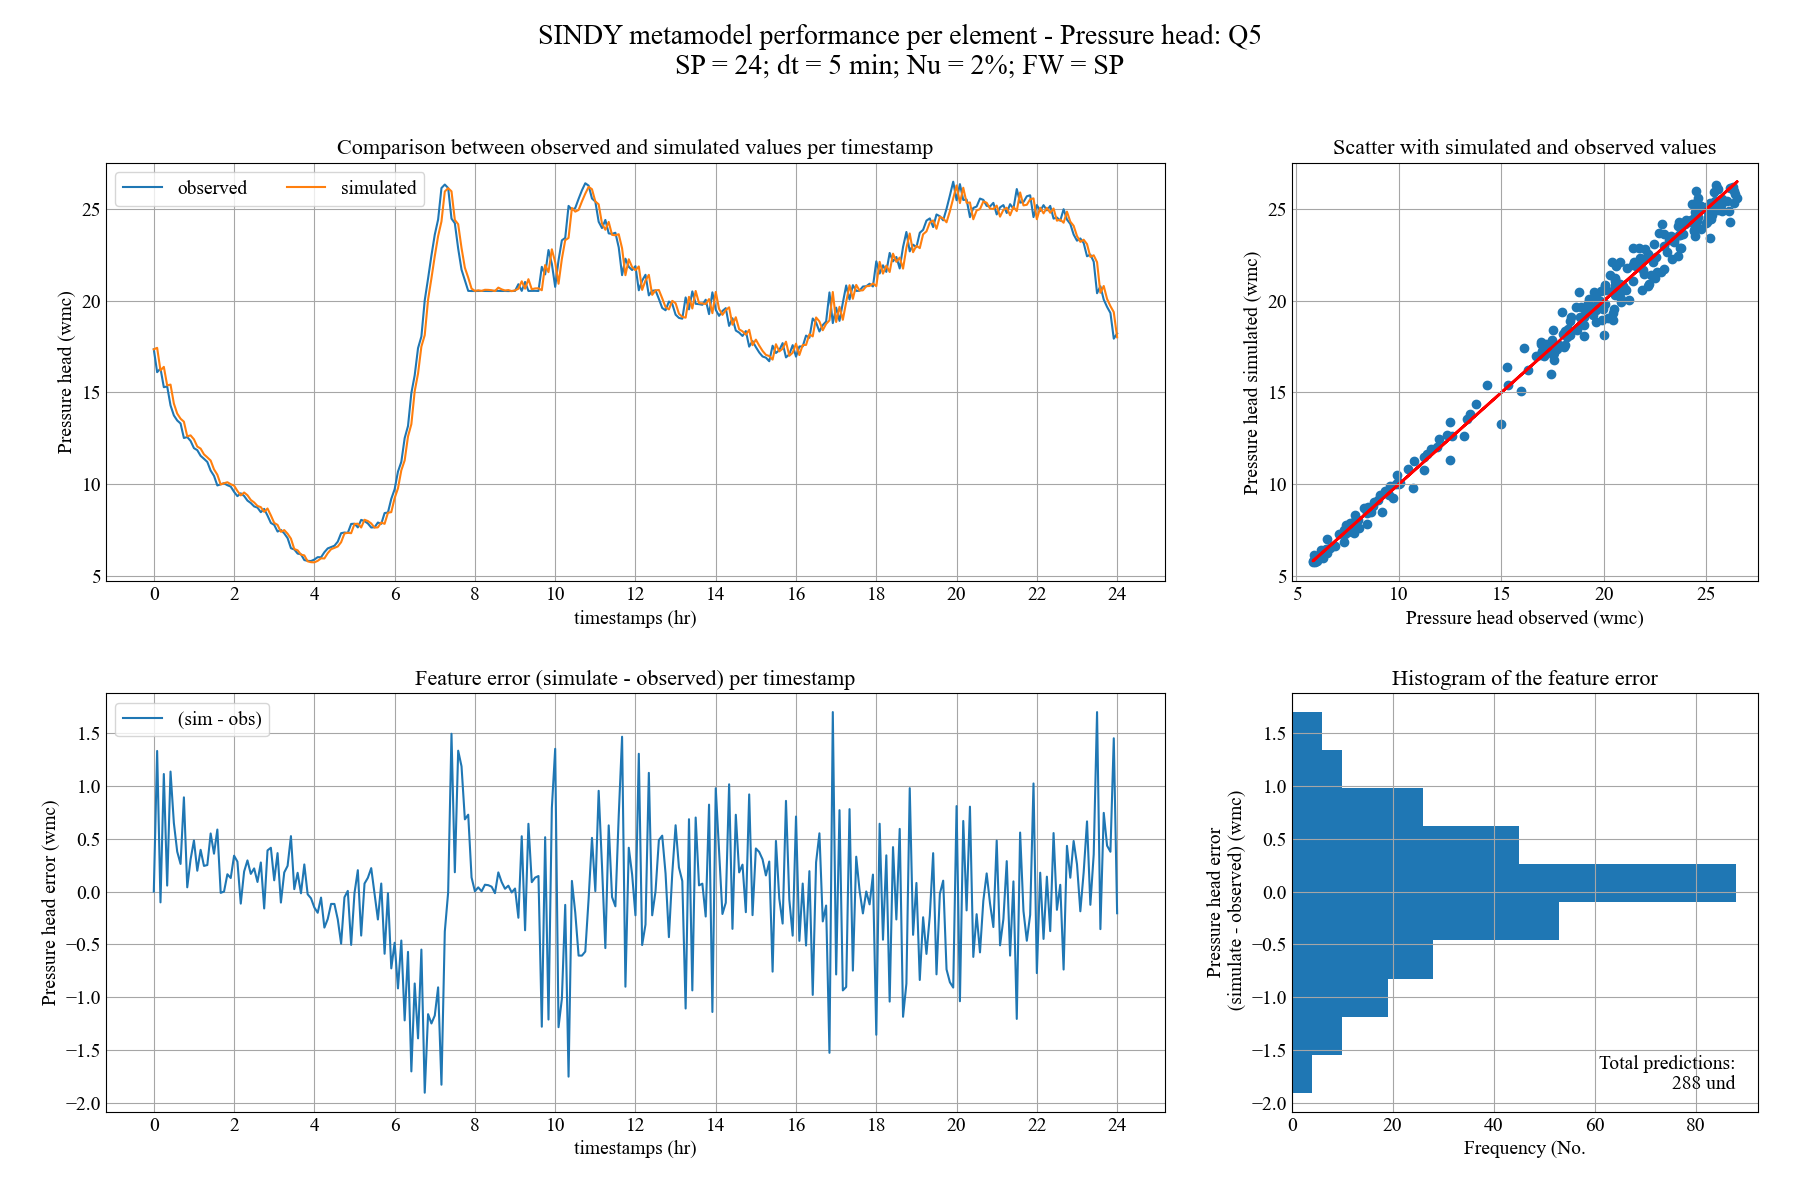 SINDY metamodel performance per element - Pressure head: Q5
SP = 24; dt = 5 min; Nu = 2%; FW = SP
Comparison between observed and simulated values per timestamp
observed
simulated
Pressure head (wmc)
25
20
15
10
5
0 2 4 6 8 10 12 14 16 18 20 22 24
timestamps (hr)
Scatter with simulated and observed values
Pressure head simulated (wmc)
25
20
15
10
5
5 10 15 20 25
Pressure head observed (wmc)
Feature error (simulate - observed) per timestamp
(sim - obs)
Pressure head error (wmc)
1.5
1.0
0.5
0.0
−0.5
−1.0
−1.5
−2.0
0 2 4 6 8 10 12 14 16 18 20 22 24
timestamps (hr)
Histogram of the feature error
Pressure head error
(simulate - observed) (wmc)
1.5
1.0
0.5
0.0
−0.5
−1.0
−1.5
−2.0
Total predictions:
288 und
0 20 40 60 80
Frequency (No.